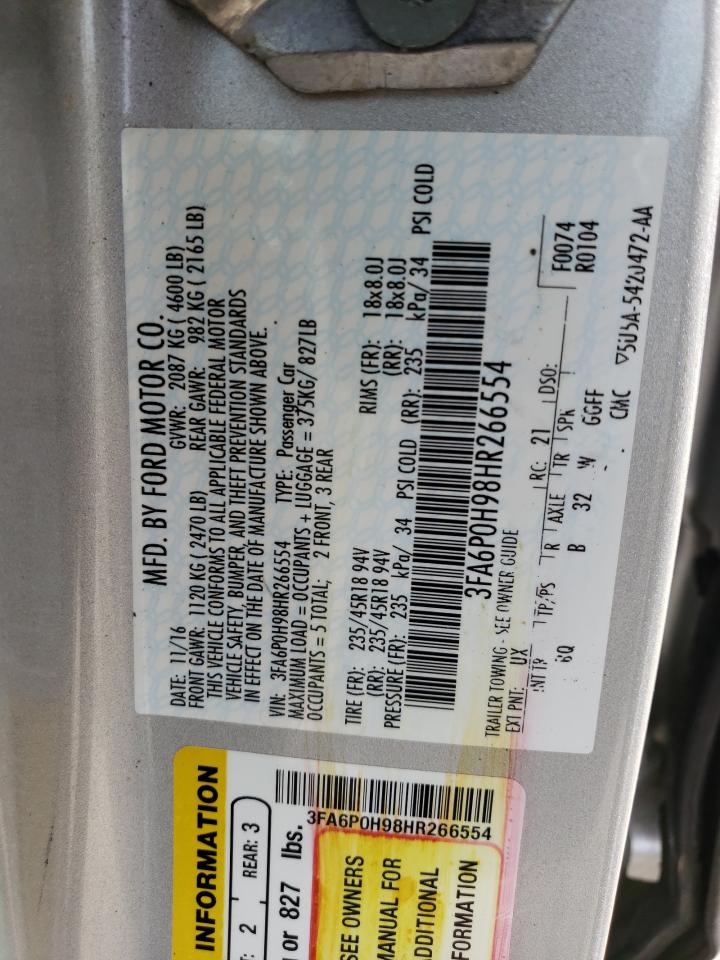 MFD. BY FORD MOTOR CO.
DATE: 11/16 GVWR: 2087 KG ( 4600 LB)
FRONT GAWR: 1120 KG ( 2470 LB) REAR GAWR: 982 KG ( 2165 LB)
THIS VEHICLE CONFORMS TO ALL APPLICABLE FEDERAL MOTOR
VEHICLE SAFETY, BUMPER, AND THEFT PREVENTION STANDARDS
IN EFFECT ON THE DATE OF MANUFACTURE SHOWN ABOVE.
VIN: 3FA6P0H98HR266554 TYPE: Passenger Car
MAXIMUM LOAD = OCCUPANTS + LUGGAGE = 375KG/ 827LB
OCCUPANTS = 5 TOTAL; 2 FRONT, 3 REAR
TIRE (FR): 235/45R18 94V RIMS (FR): 18x8.0J
(RR): 235/45R18 94V (RR): 18x8.0J
PRESSURE (FR): 235 kPa/ 34 PSI COLD (RR): 235 kPa/ 34 PSI COLD
3FA6P0H98HR266554
TRAILER TOWING - SEE OWNER GUIDE
EXT PNT: UX RC: 21 DSO:
INT TR TP/PS R AXLE TR SPR F0074
B 32 W GGFF R0104
CMC
INFORMATION
2 REAR: 3
or 827 lbs.
3FA6P0H98HR266554
SEE OWNERS
MANUAL FOR
ADDITIONAL
INFORMATION